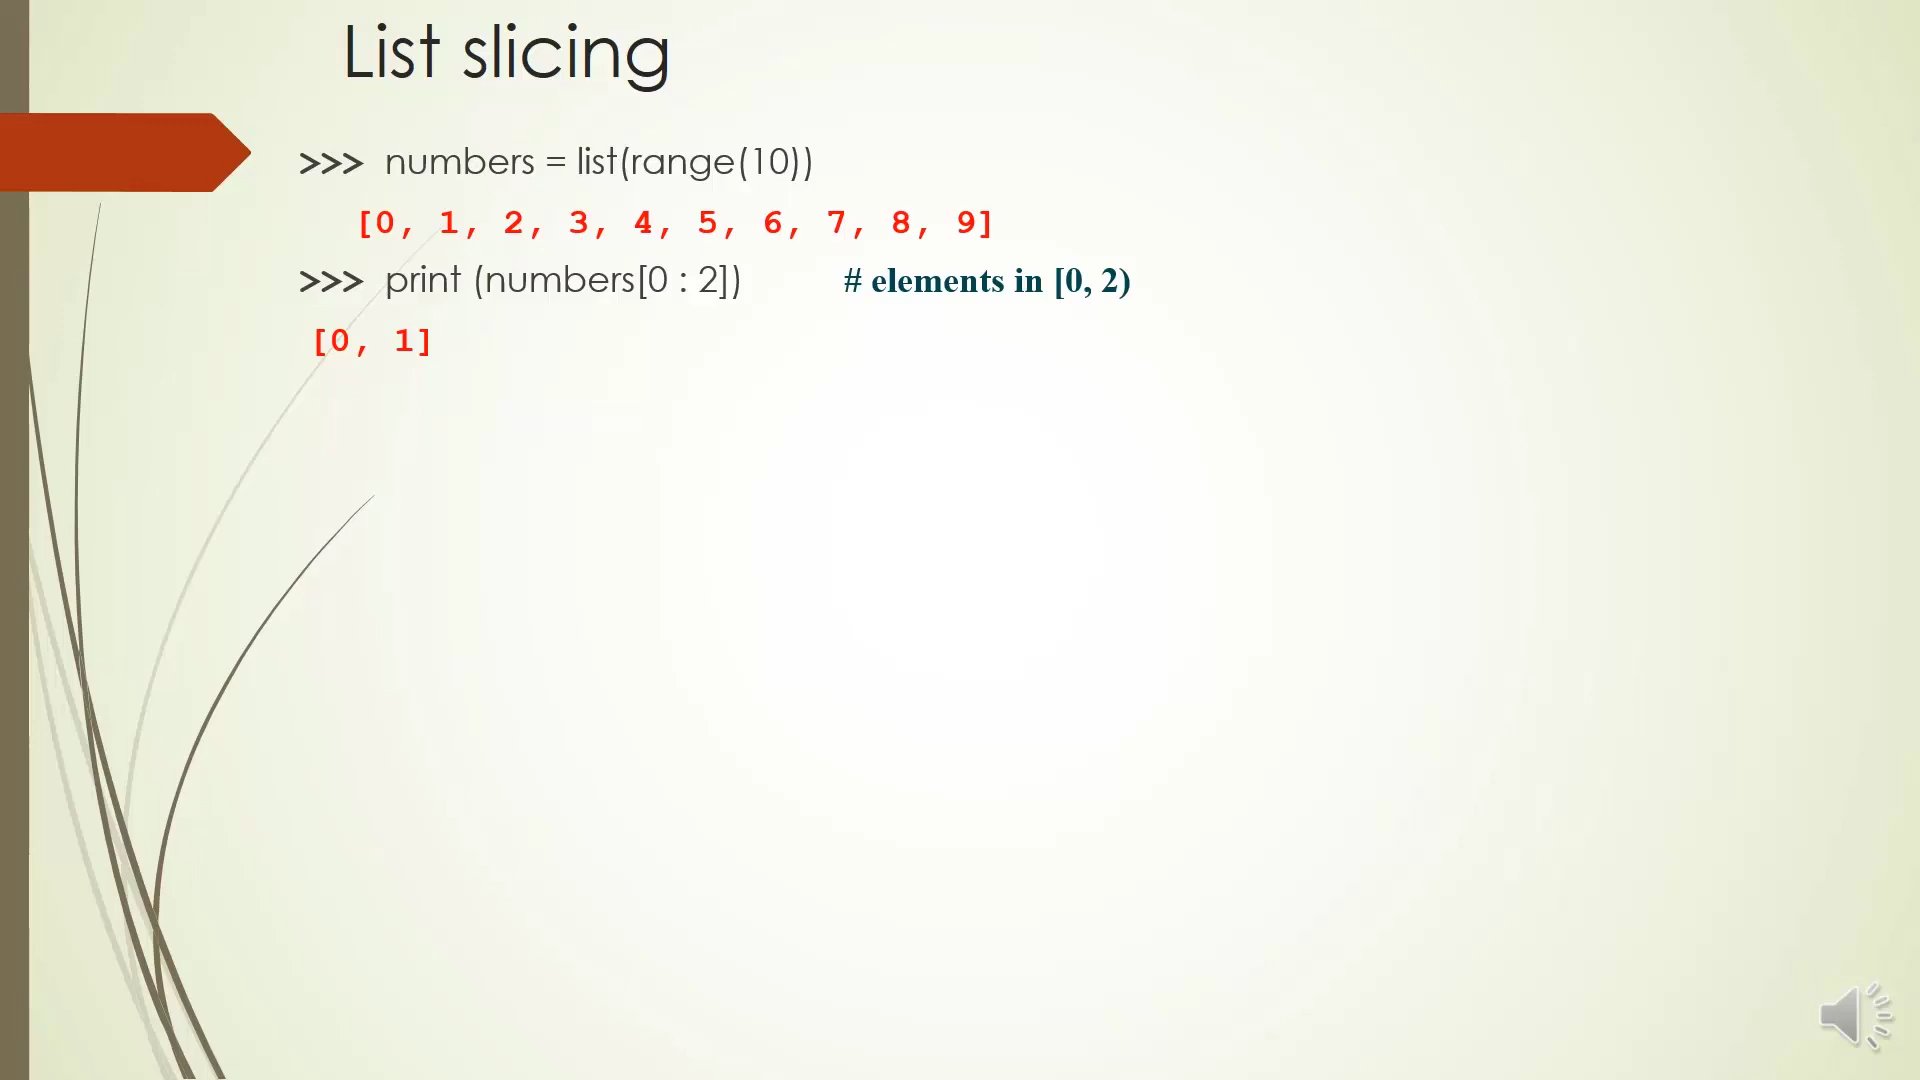 List slicing
>>> numbers = list(range(10))
[0, 1, 2, 3, 4, 5, 6, 7, 8, 9]
>>> print (numbers[0 : 2]) # elements in [0, 2)
[0, 1]